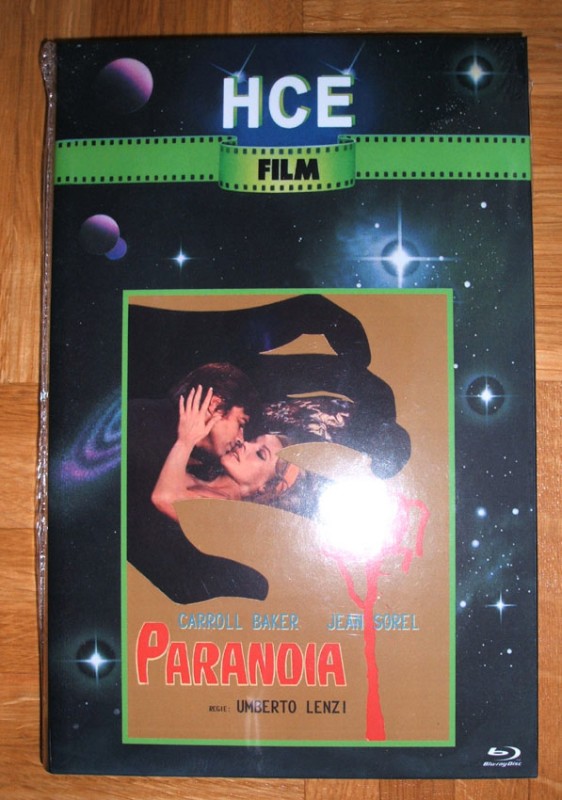 HCE
FILM
CARROLL BAKER JEAN SOREL
PARANOIA
REGIE: UMBERTO LENZI
Blu-ray Disc